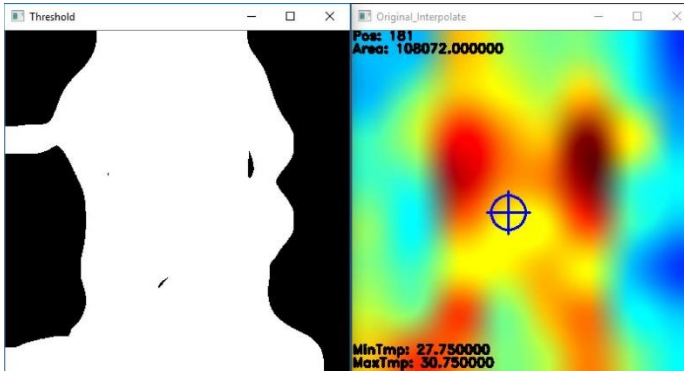 Threshold
Original_Interpolate
Pos: 181
Area: 108072.000000
MinTmp: 27.750000
MaxTmp: 30.750000